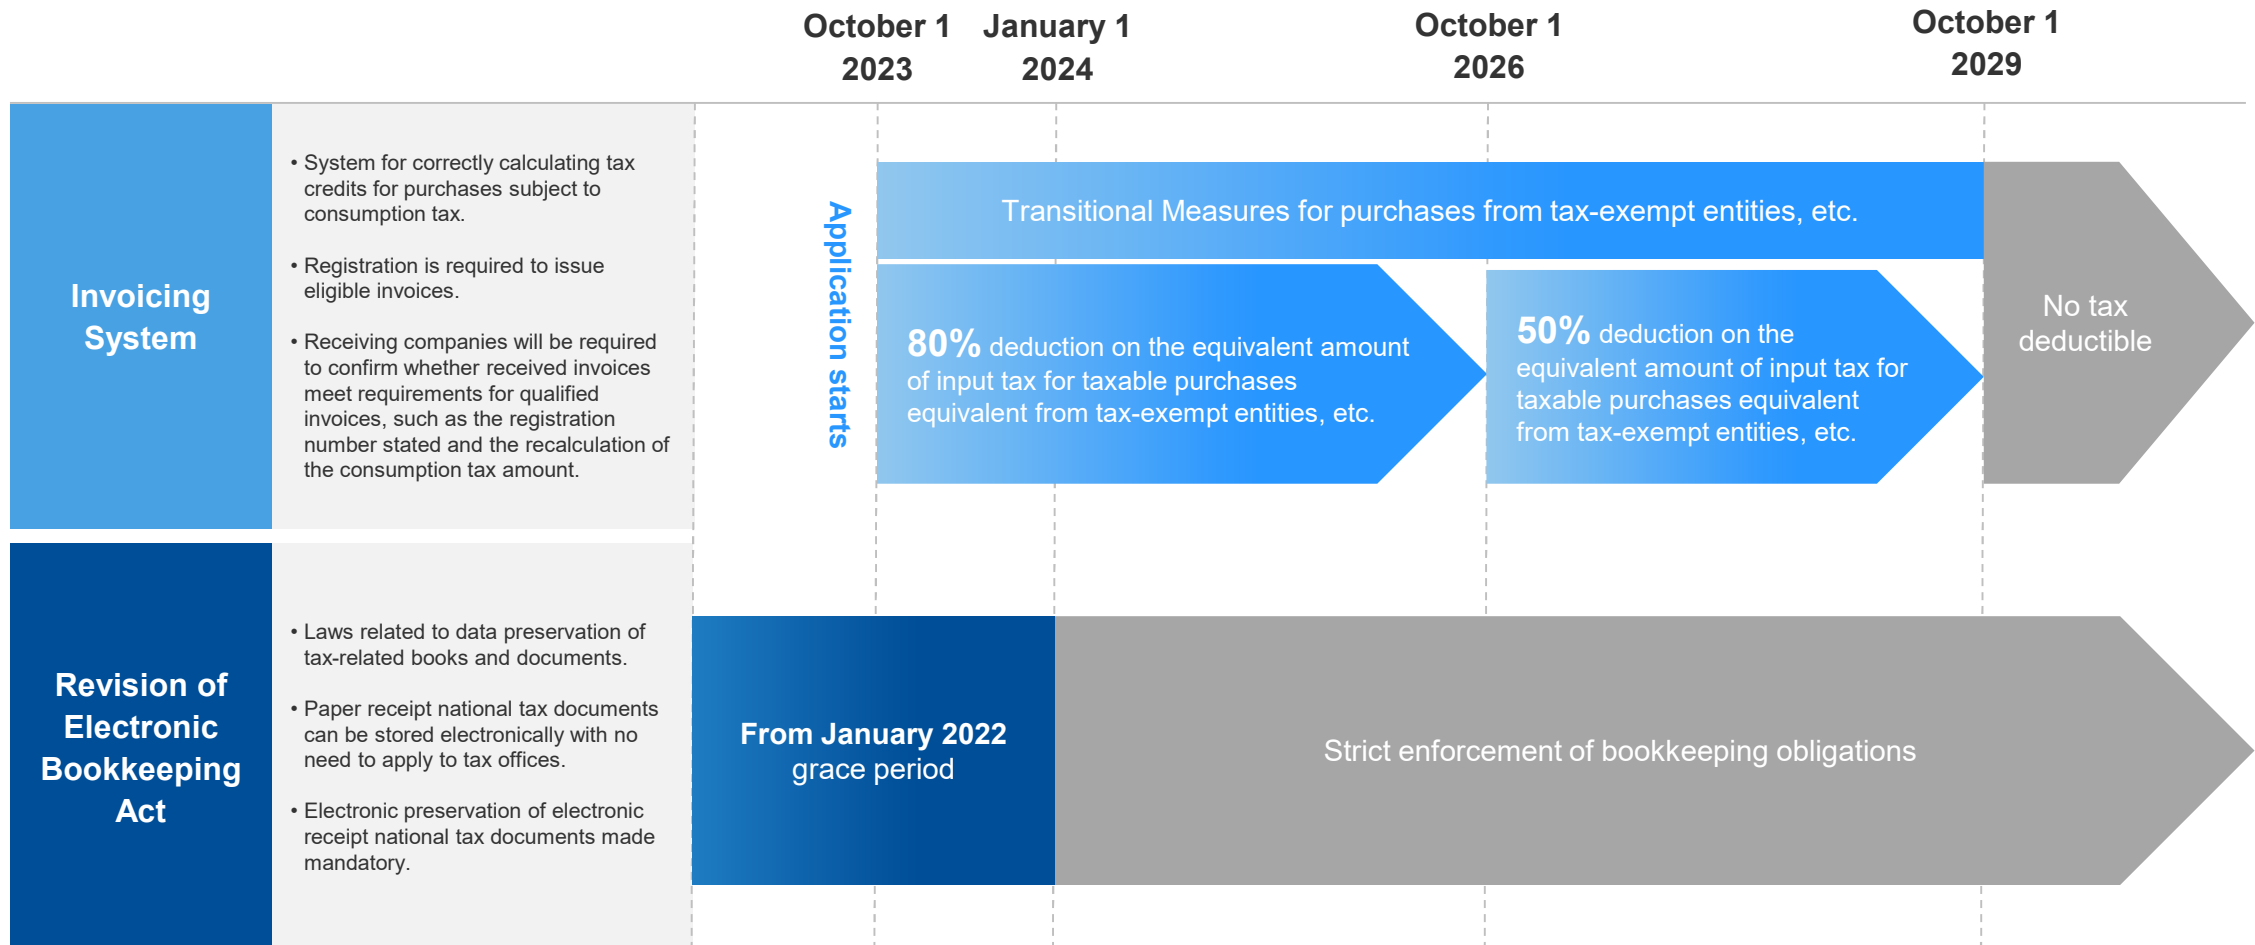 October 1
2023
January 1
2024
October 1
2026
October 1
2029
Invoicing
System
• System for correctly calculating tax
credits for purchases subject to
consumption tax.
• Registration is required to issue
eligible invoices.
• Receiving companies will be required
to confirm whether received invoices
meet requirements for qualified
invoices, such as the registration
number stated and the recalculation of
the consumption tax amount.
Application starts
Transitional Measures for purchases from tax-exempt entities, etc.
80% deduction on the equivalent amount
of input tax for taxable purchases
equivalent from tax-exempt entities, etc.
50% deduction on the
equivalent amount of input tax for
taxable purchases equivalent
from tax-exempt entities, etc.
No tax
deductible
Revision of
Electronic
Bookkeeping
Act
• Laws related to data preservation of
tax-related books and documents.
• Paper receipt national tax documents
can be stored electronically with no
need to apply to tax offices.
• Electronic preservation of electronic
receipt national tax documents made
mandatory.
From January 2022
grace period
Strict enforcement of bookkeeping obligations